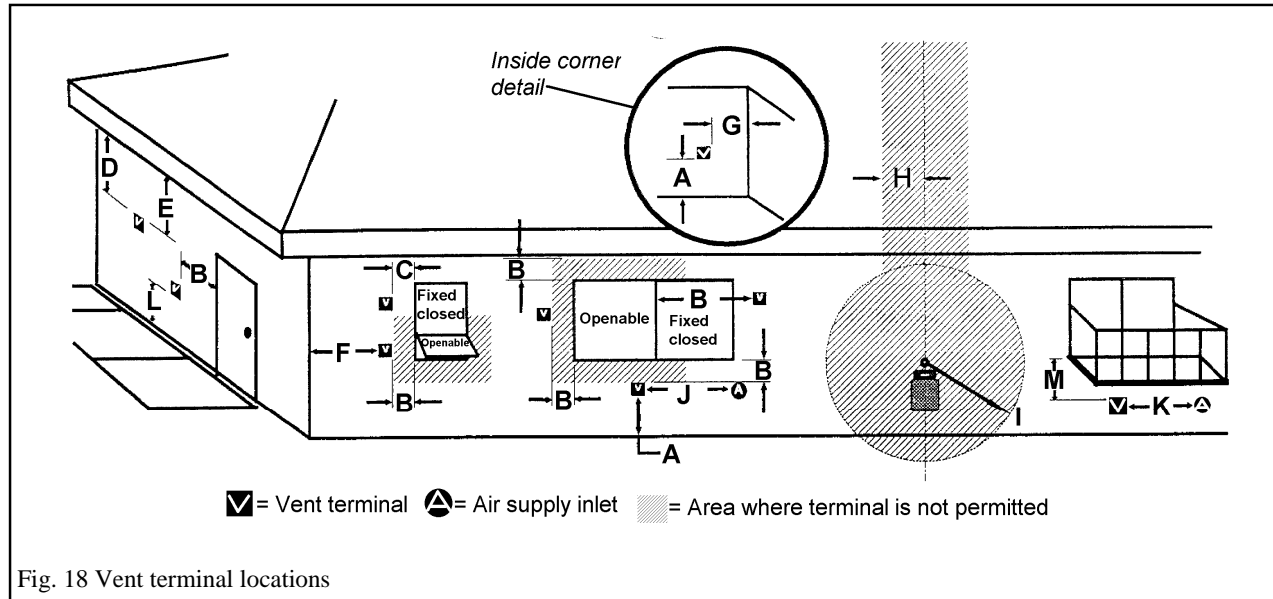 Inside corner
detail
G
A
H
D
E
B
L
C
Fixed
closed
Openable
F
B
B
B
Openable
B
Fixed
closed
B
J
A
A
I
M
K
A
V = Vent terminal A = Air supply inlet = Area where terminal is not permitted
Fig. 18 Vent terminal locations